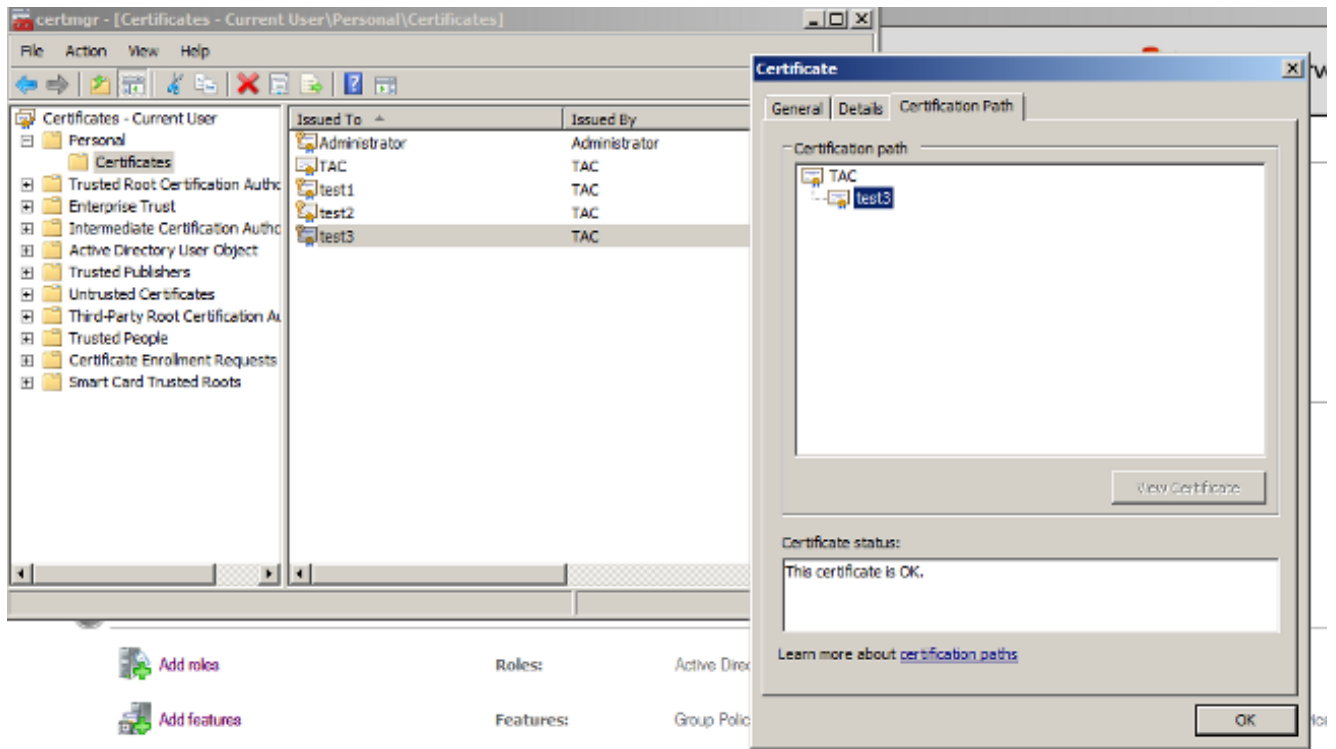 certmgr - [Certificates - Current User\Personal\Certificates]
File Action View Help
Certificates - Current User
Personal
Certificates
Trusted Root Certification Autho
Enterprise Trust
Intermediate Certification Autho
Active Directory User Object
Trusted Publishers
Untrusted Certificates
Third-Party Root Certification Au
Trusted People
Certificate Enrollment Requests
Smart Card Trusted Roots
Issued To Issued By
Administrator Administrator
TAC TAC
test1 TAC
test2 TAC
test3 TAC
Certificate
General Details Certification Path
Certification path
TAC
test3
View Certificate
Certificate status:
This certificate is OK.
Learn more about certification paths
OK
Add roles Roles: Active Direc
Add features Features: Group Polic